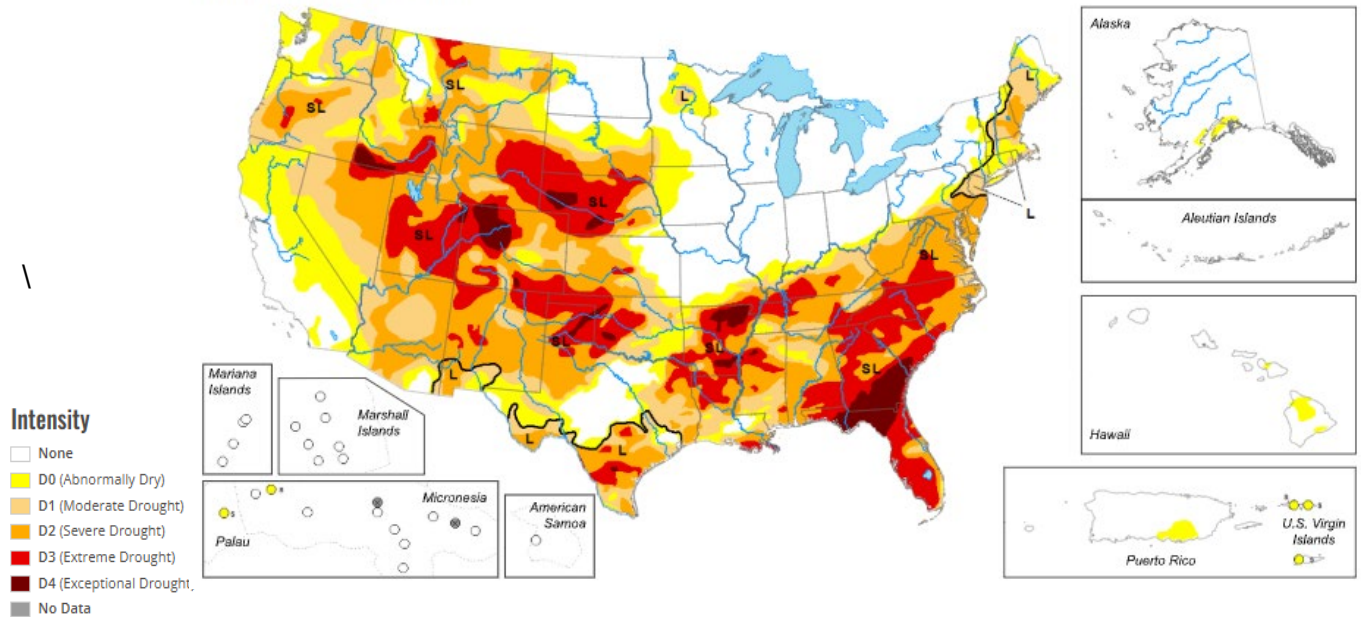 Alaska
Aleutian Islands
Hawaii
U.S. Virgin
Islands
Puerto Rico
Mariana
Islands
Marshall
Islands
Micronesia
Palau
American
Samoa
s
s
s
s
s
SL
SL
L
L
SL
SL
L
SL
SL
SL
SL
L
L
L
\
Intensity
None
D0 (Abnormally Dry)
D1 (Moderate Drought)
D2 (Severe Drought)
D3 (Extreme Drought)
D4 (Exceptional Drought
No Data